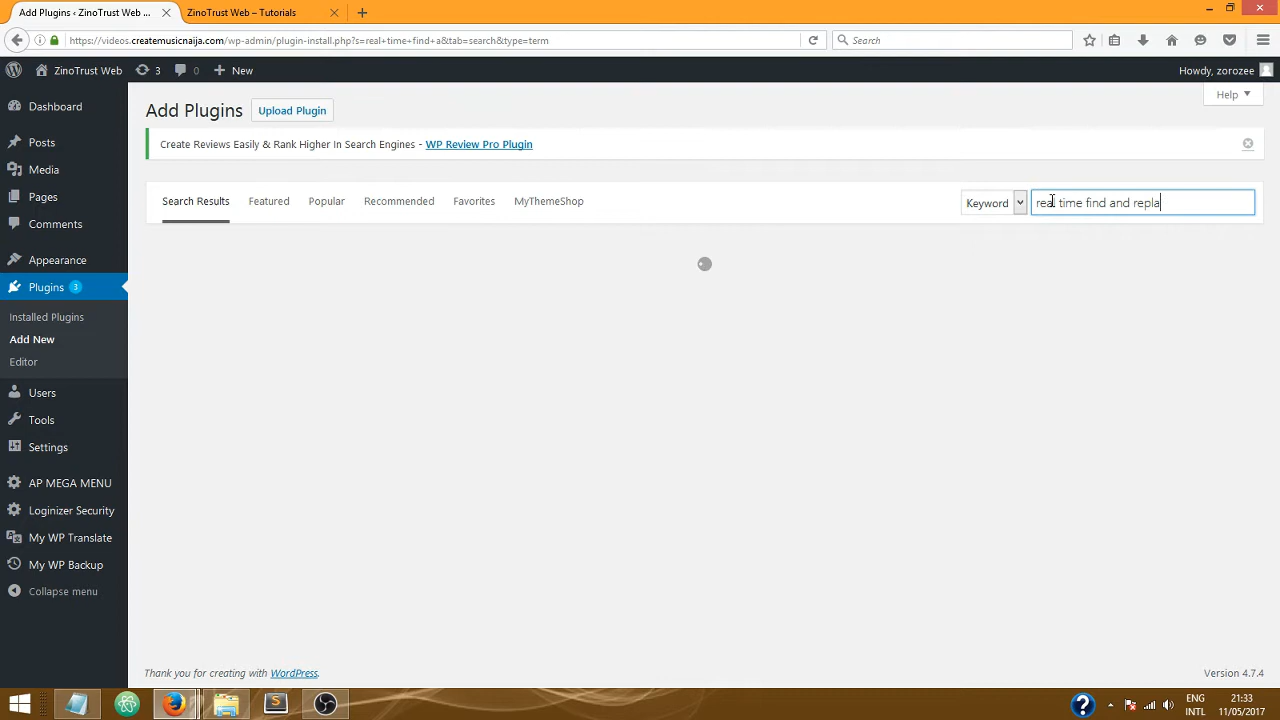 Add Plugins ‹ ZinoTrust Web ...
ZinoTrust Web – Tutorials
https://videos.createmusicnaija.com/wp-admin/plugin-install.php?s=real+time+find+a&tab=search&type=term
Search
ZinoTrust Web
3
0
New
Howdy, zorozee
Help
Dashboard
Posts
Media
Pages
Comments
Appearance
Plugins 3
Installed Plugins
Add New
Editor
Users
Tools
Settings
AP MEGA MENU
Loginizer Security
My WP Translate
My WP Backup
Collapse menu
Add Plugins
Upload Plugin
Create Reviews Easily & Rank Higher In Search Engines - WP Review Pro Plugin
Search Results
Featured
Popular
Recommended
Favorites
MyThemeShop
Keyword
real time find and repla
Thank you for creating with WordPress.
Version 4.7.4
ENG
INTL
21:33
11/05/2017